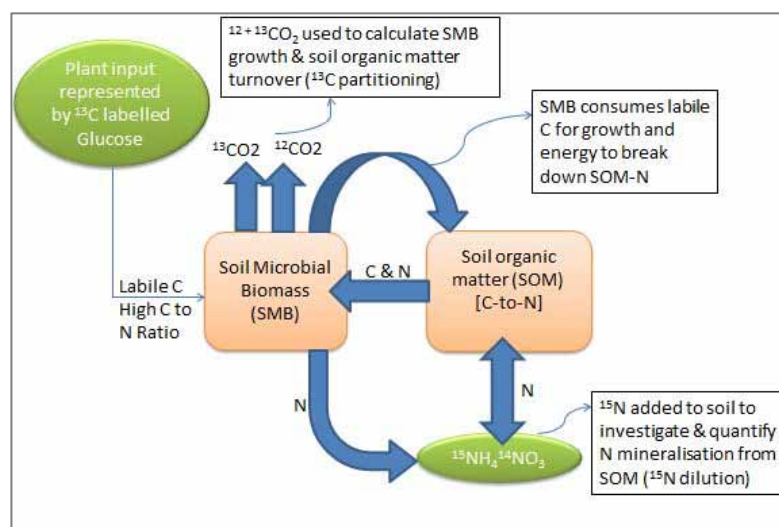 Plant input
represented
by ¹³C labelled
Glucose
¹² ⁺ ¹³CO₂ used to calculate SMB
growth & soil organic matter
turnover (¹³C partitioning)
¹³CO2
¹²CO2
SMB consumes labile
C for growth and
energy to break
down SOM-N
Labile C
High C to
N Ratio
Soil Microbial
Biomass
(SMB)
C & N
Soil organic
matter (SOM)
[C-to-N]
N
N
¹⁵NH₄¹⁴NO₃
¹⁵N added to soil to
investigate & quantify
N mineralisation from
SOM (¹⁵N dilution)